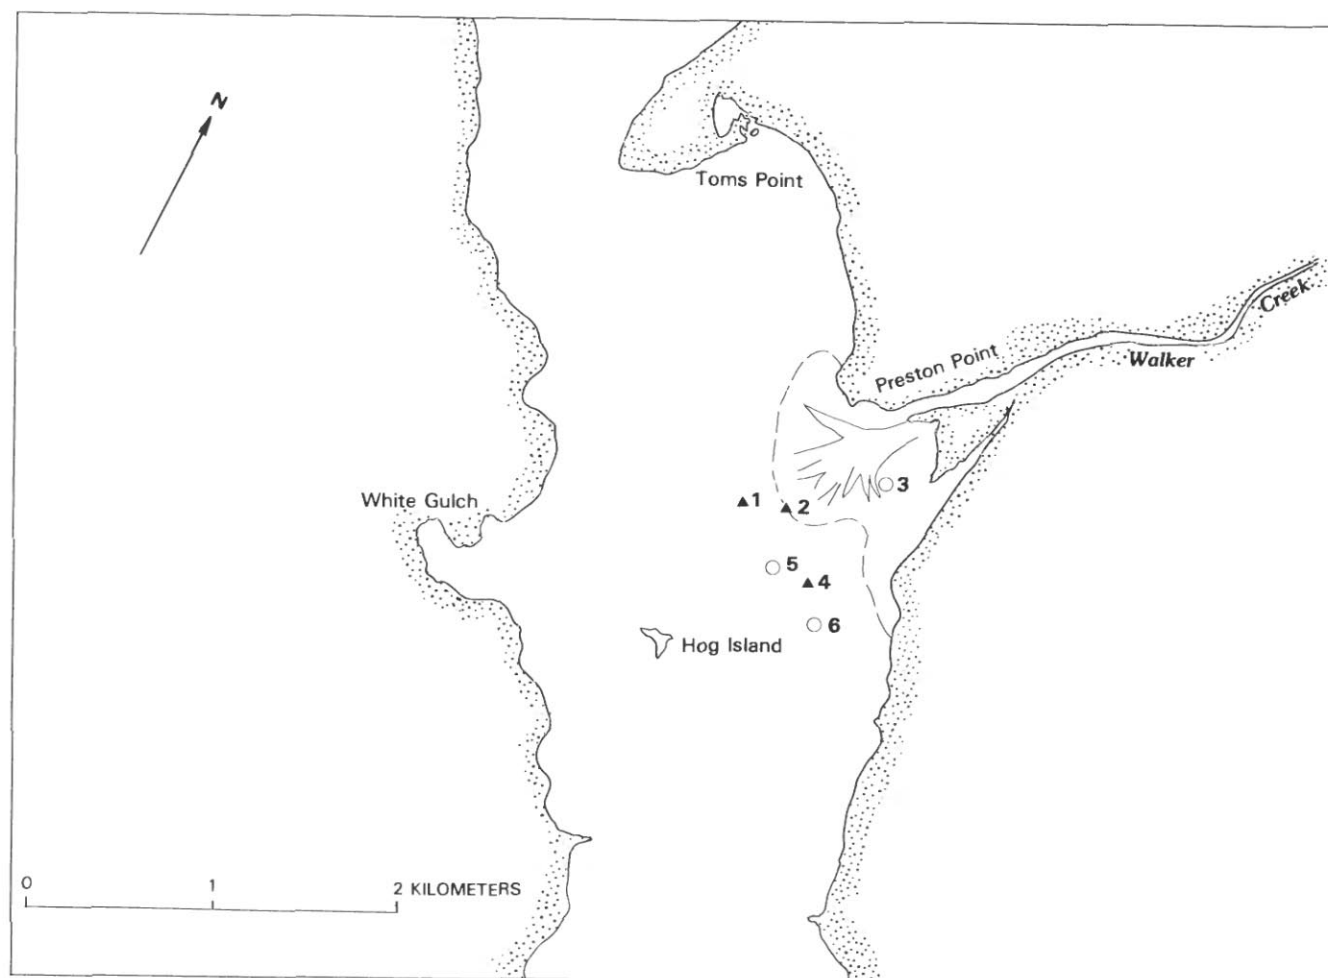 N
Toms Point
Preston Point
Walker Creek
White Gulch
1
2
3
5
4
6
Hog Island
0 1 2 KILOMETERS